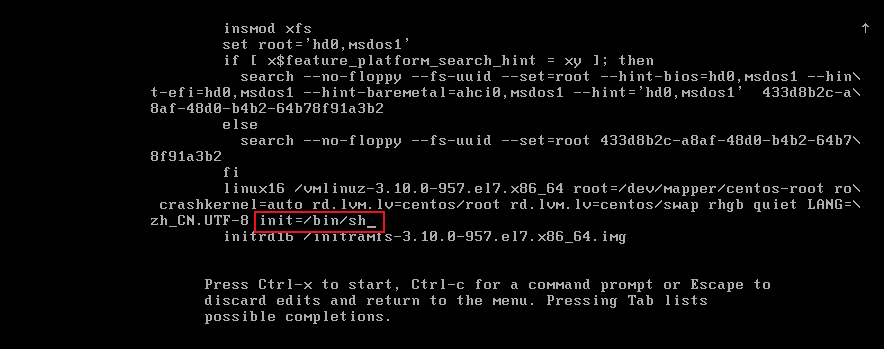 insmod xfs
set root='hd0,msdos1'
if [ x$feature_platform_search_hint = xy ]; then
search --no-floppy --fs-uuid --set=root --hint-bios=hd0,msdos1 --hin\
t-efi=hd0,msdos1 --hint-baremetal=ahci0,msdos1 --hint='hd0,msdos1'  433d8b2c-a\
8af-48d0-b4b2-64b78f91a3b2
else
search --no-floppy --fs-uuid --set=root 433d8b2c-a8af-48d0-b4b2-64b7\
8f91a3b2
fi
linux16 /vmlinuz-3.10.0-957.el7.x86_64 root=/dev/mapper/centos-root ro\
crashkernel=auto rd.lvm.lv=centos/root rd.lvm.lv=centos/swap rhgb quiet LANG=\
zh_CN.UTF-8 init=/bin/sh_
initrd16 /initramfs-3.10.0-957.el7.x86_64.img
Press Ctrl-x to start, Ctrl-c for a command prompt or Escape to
discard edits and return to the menu. Pressing Tab lists
possible completions.